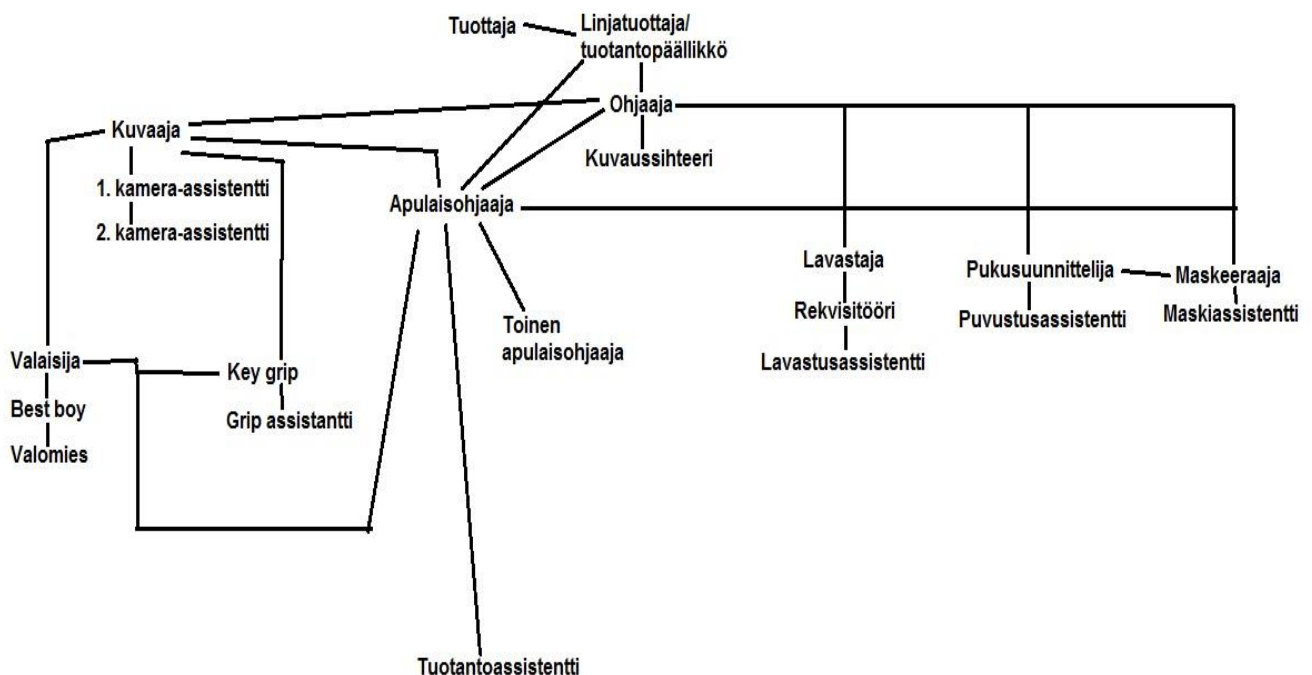 Tuottaja
Linjatuottaja/
tuotantopäällikkö
Ohjaaja
Kuvaussihteeri
Kuvaaja
1. kamera-assistentti
2. kamera-assistentti
Apulaisohjaaja
Lavastaja
Rekvisitööri
Lavastusassistentti
Pukusuunnittelija
Puvustusassistentti
Maskeeraaja
Maskiassistentti
Toinen
apulaisohjaaja
Valaisija
Best boy
Valomies
Key grip
Grip assistantti
Tuotantoassistentti